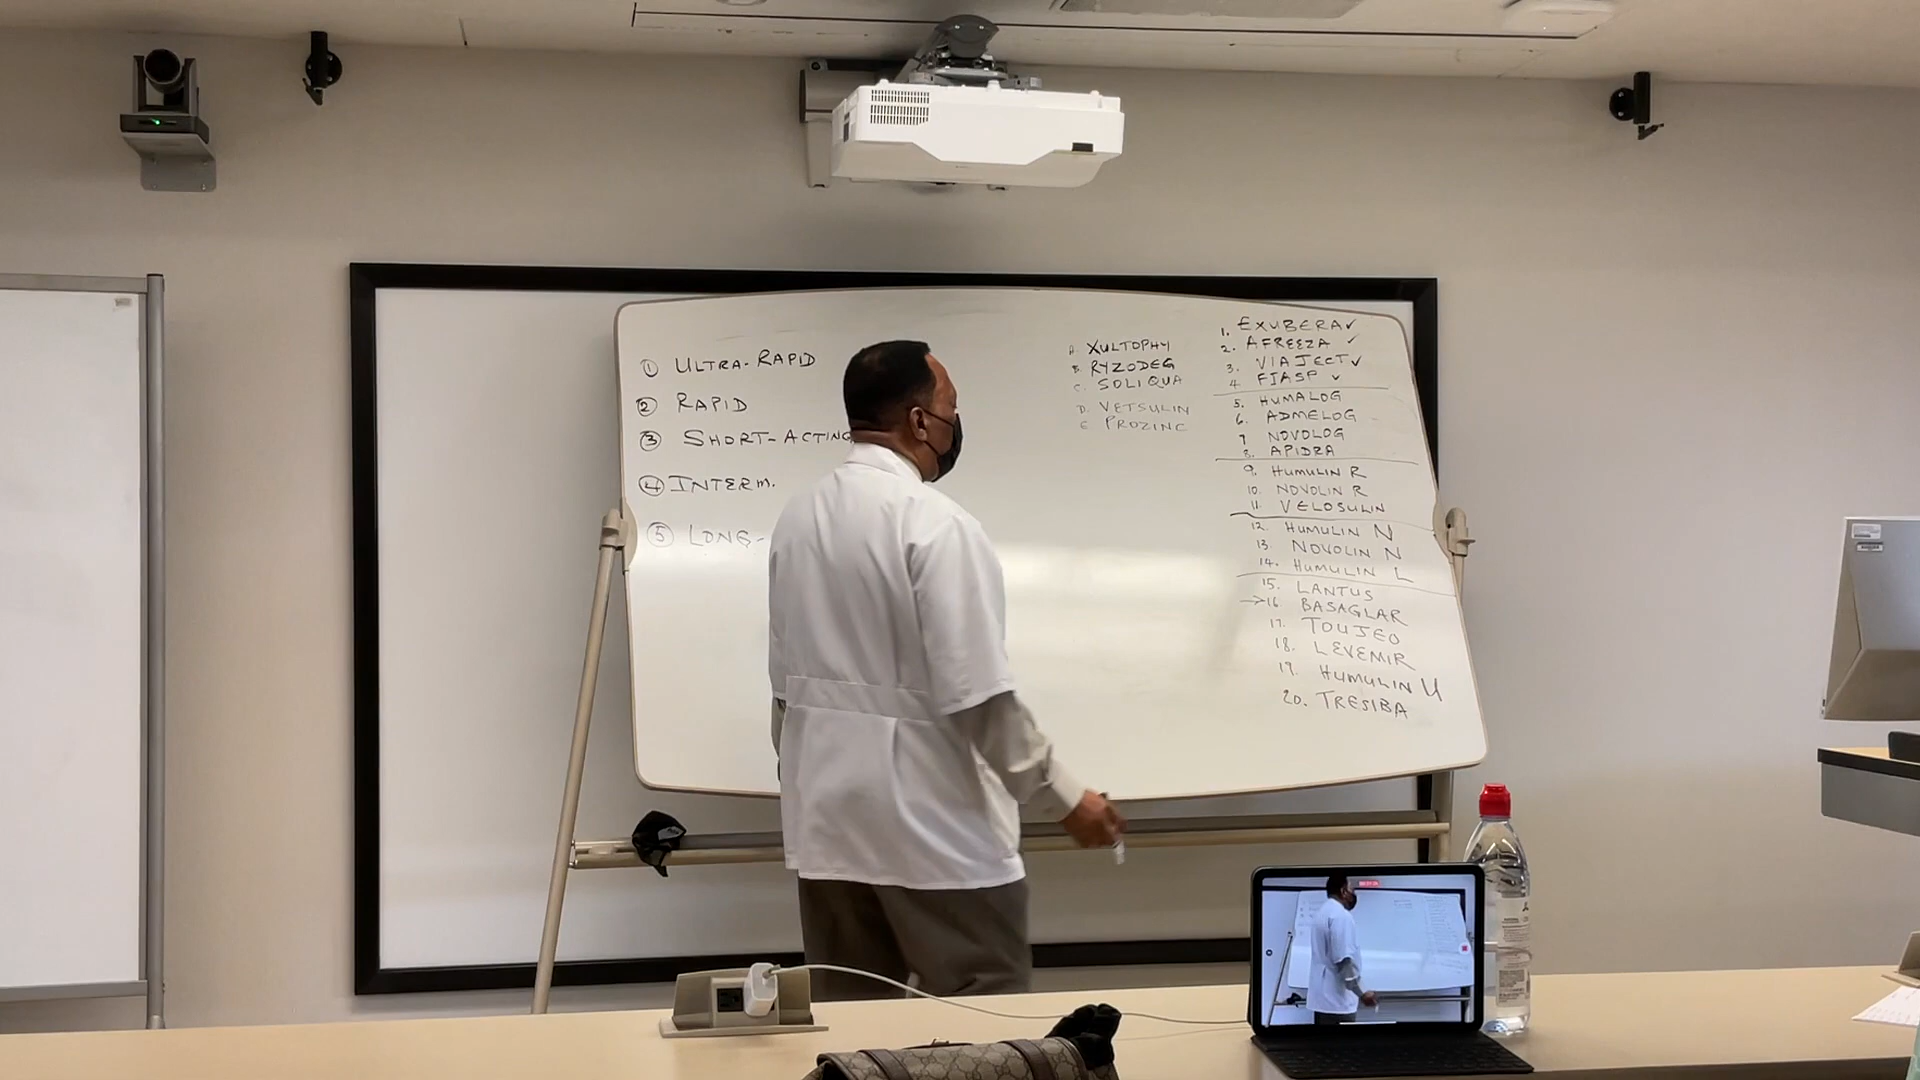 ① ULTRA-RAPID
② RAPID
③ SHORT-ACTING
④ INTERM.
⑤ LONG-
A. XULTOPHY
B. RYZODEG
C. SOLIQUA
D. VETSULIN
E PROZINC
1. EXUBERA ✓
2. AFREEZA ✓
3. VIAJECT ✓
4 FIASP ✓
5. HUMALOG
6. ADMELOG
7 NOVOLOG
8. APIDRA
9. HUMULIN R
10. NOVOLIN R
11. VELOSULIN
12. HUMULIN N
13. NOVOLIN N
14. HUMULIN L
15. LANTUS
→16. BASAGLAR
17. TOUJEO
18. LEVEMIR
19. HUMULIN U
20. TRESIBA